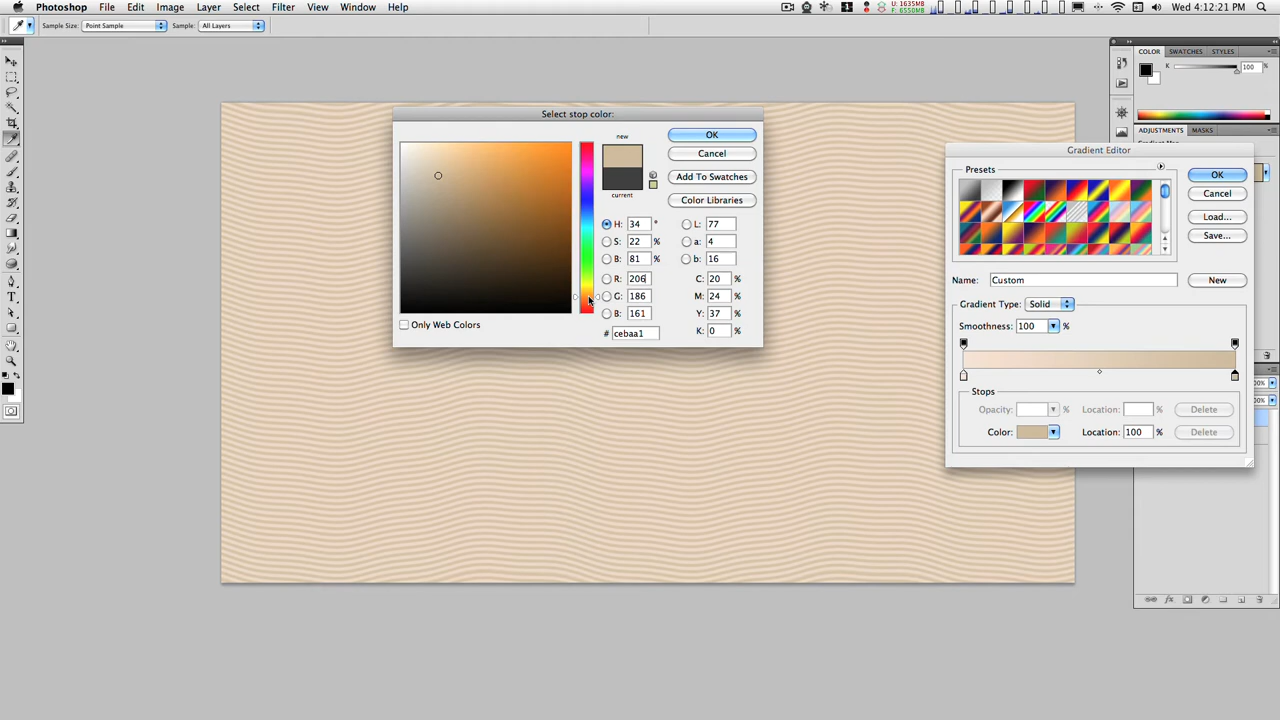 Photoshop File Edit Image Layer Select Filter View Window Help
U: 1635MB
F: 6550MB
Wed 4:12:21 PM
Sample Size: Point Sample Sample: All Layers
COLOR SWATCHES STYLES
K 100 %
ADJUSTMENTS MASKS
Select stop color:
new
current
OK
Cancel
Add To Swatches
Color Libraries
H: 34 ° L: 77
S: 22 % a: 4
B: 81 % b: 16
R: 206 C: 20 %
G: 186 M: 24 %
B: 161 Y: 37 %
# cebaa1 K: 0 %
Only Web Colors
Gradient Editor
Presets
OK
Cancel
Load...
Save...
Name: Custom New
Gradient Type: Solid
Smoothness: 100 %
Stops
Opacity: % Location: % Delete
Color: Location: 100 % Delete